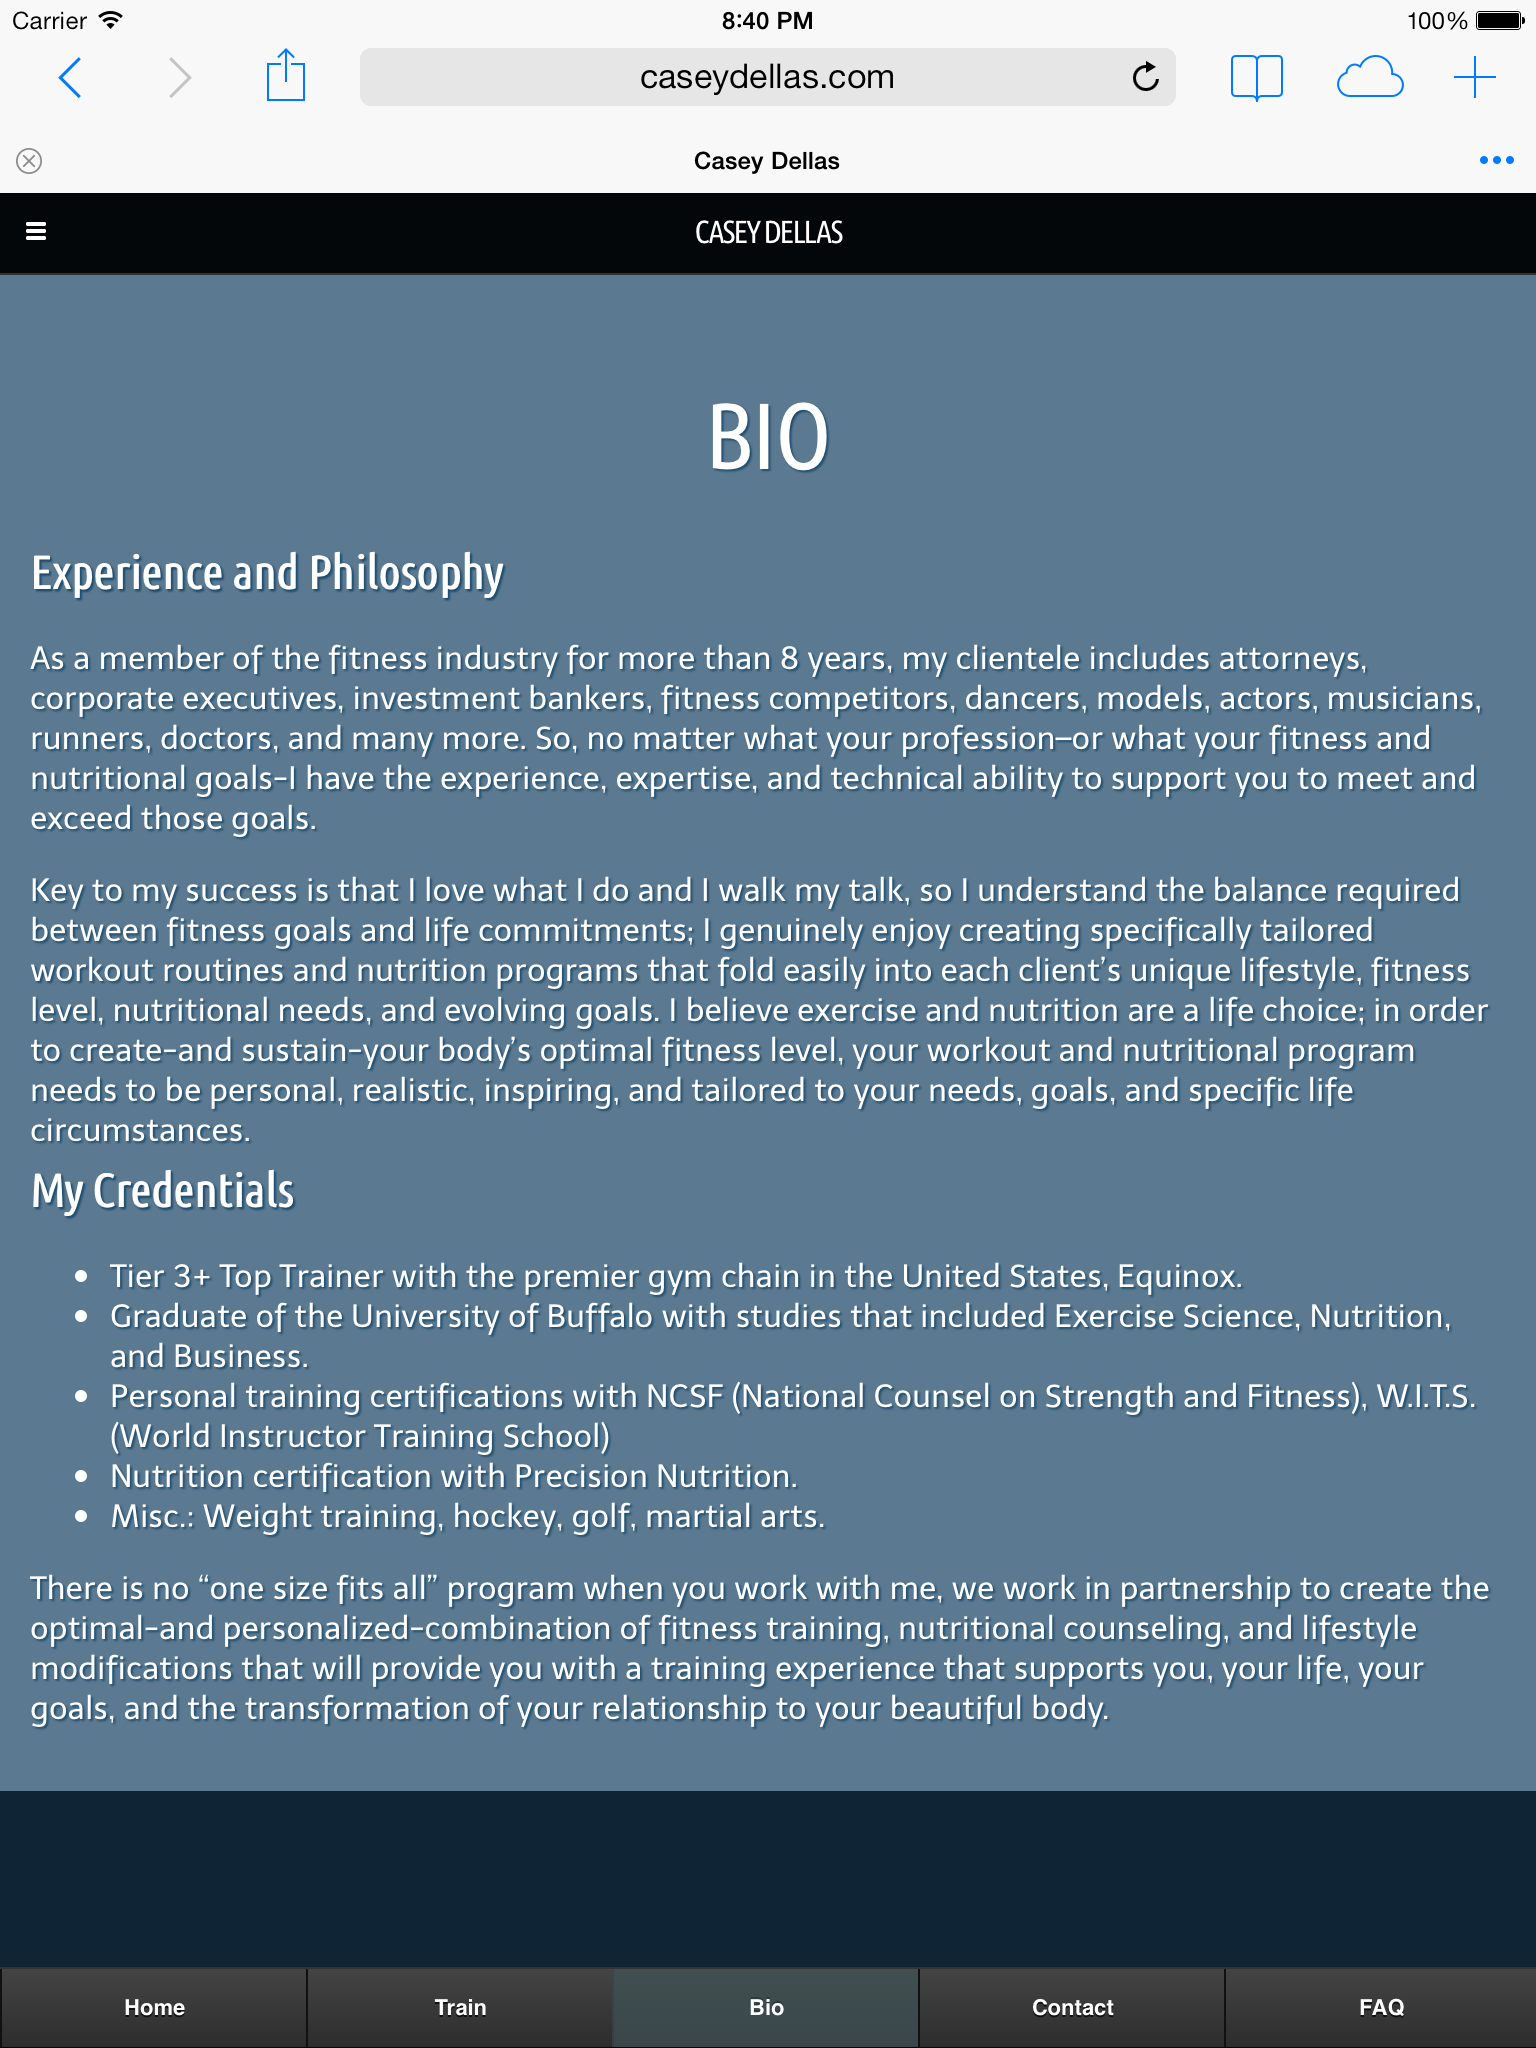 Carrier 8:40 PM 100%
caseydellas.com
Casey Dellas
CASEY DELLAS
BIO
Experience and Philosophy
As a member of the fitness industry for more than 8 years, my clientele includes attorneys,
corporate executives, investment bankers, fitness competitors, dancers, models, actors, musicians,
runners, doctors, and many more. So, no matter what your profession–or what your fitness and
nutritional goals-I have the experience, expertise, and technical ability to support you to meet and
exceed those goals.
Key to my success is that I love what I do and I walk my talk, so I understand the balance required
between fitness goals and life commitments; I genuinely enjoy creating specifically tailored
workout routines and nutrition programs that fold easily into each client’s unique lifestyle, fitness
level, nutritional needs, and evolving goals. I believe exercise and nutrition are a life choice; in order
to create-and sustain-your body’s optimal fitness level, your workout and nutritional program
needs to be personal, realistic, inspiring, and tailored to your needs, goals, and specific life
circumstances.
My Credentials
• Tier 3+ Top Trainer with the premier gym chain in the United States, Equinox.
• Graduate of the University of Buffalo with studies that included Exercise Science, Nutrition,
and Business.
• Personal training certifications with NCSF (National Counsel on Strength and Fitness), W.I.T.S.
(World Instructor Training School)
• Nutrition certification with Precision Nutrition.
• Misc.: Weight training, hockey, golf, martial arts.
There is no “one size fits all” program when you work with me, we work in partnership to create the
optimal-and personalized-combination of fitness training, nutritional counseling, and lifestyle
modifications that will provide you with a training experience that supports you, your life, your
goals, and the transformation of your relationship to your beautiful body.
Home Train Bio Contact FAQ